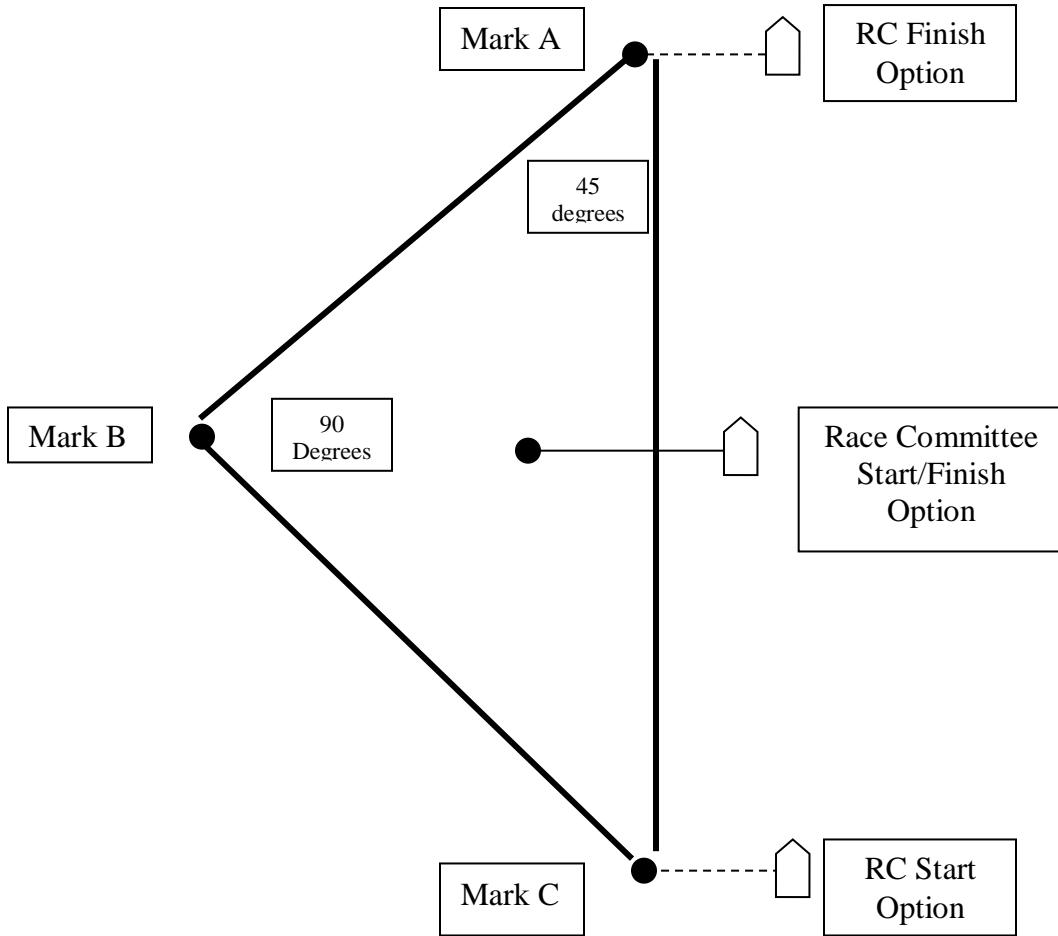 Mark A
RC Finish
Option
45
degrees
Mark B
90
Degrees
Race Committee
Start/Finish
Option
Mark C
RC Start
Option